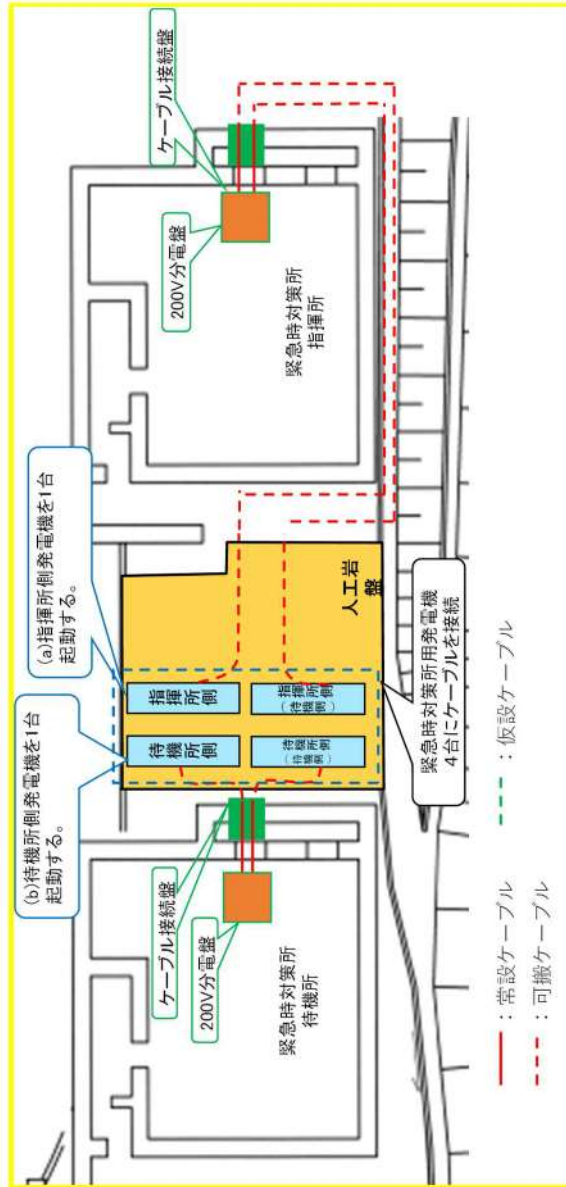 (b)待機所側発電機を1台
起動する。
(a)指揮所側発電機を1台
起動する。
ケーブル接続盤
200V分電盤
緊急時対策所
待機所
待機所側
指揮所側
待機所側
(待機側)
指揮所側
(待機側)
人工岩
盤
緊急時対策所用発電機
4台にケーブルを接続
ケーブル接続盤
200V分電盤
緊急時対策所
指揮所
:常設ケーブル
:可搬ケーブル
:仮設ケーブル